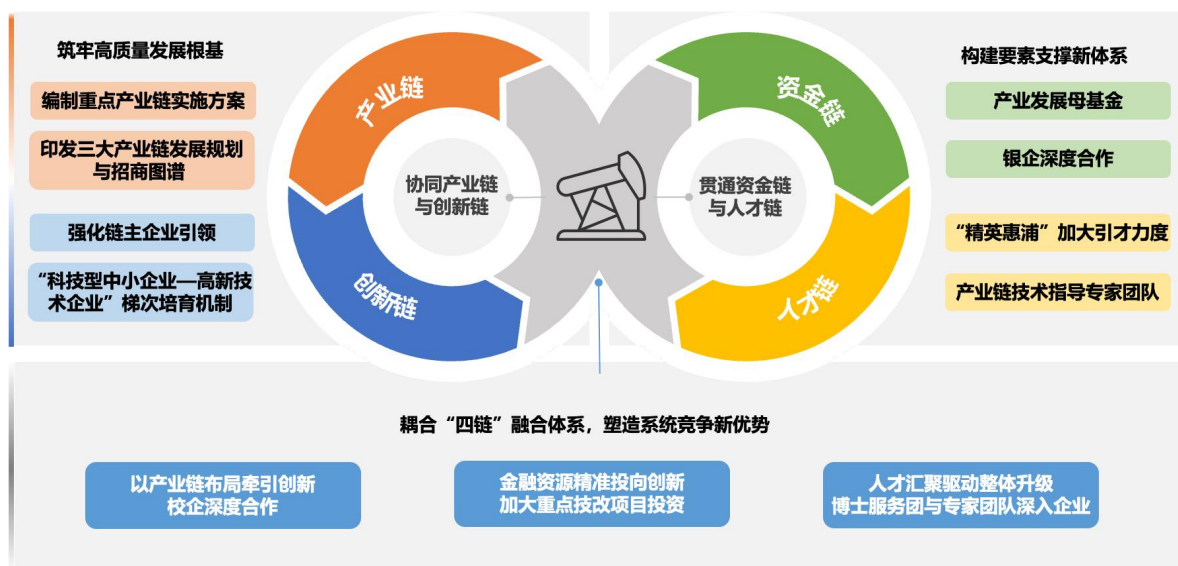 筑牢高质量发展根基
编制重点产业链实施方案
印发三大产业链发展规划
与招商图谱
强化链主企业引领
“科技型中小企业—高新技
术企业”梯次培育机制
产业链
创新链
协同产业链
与创新链
贯通资金链
与人才链
资金链
人才链
构建要素支撑新体系
产业发展母基金
银企深度合作
“精英惠浦”加大引才力度
产业链技术指导专家团队
耦合“四链”融合体系，塑造系统竞争新优势
以产业链布局牵引创新
校企深度合作
金融资源精准投向创新
加大重点技改项目投资
人才汇聚驱动整体升级
博士服务团与专家团队深入企业